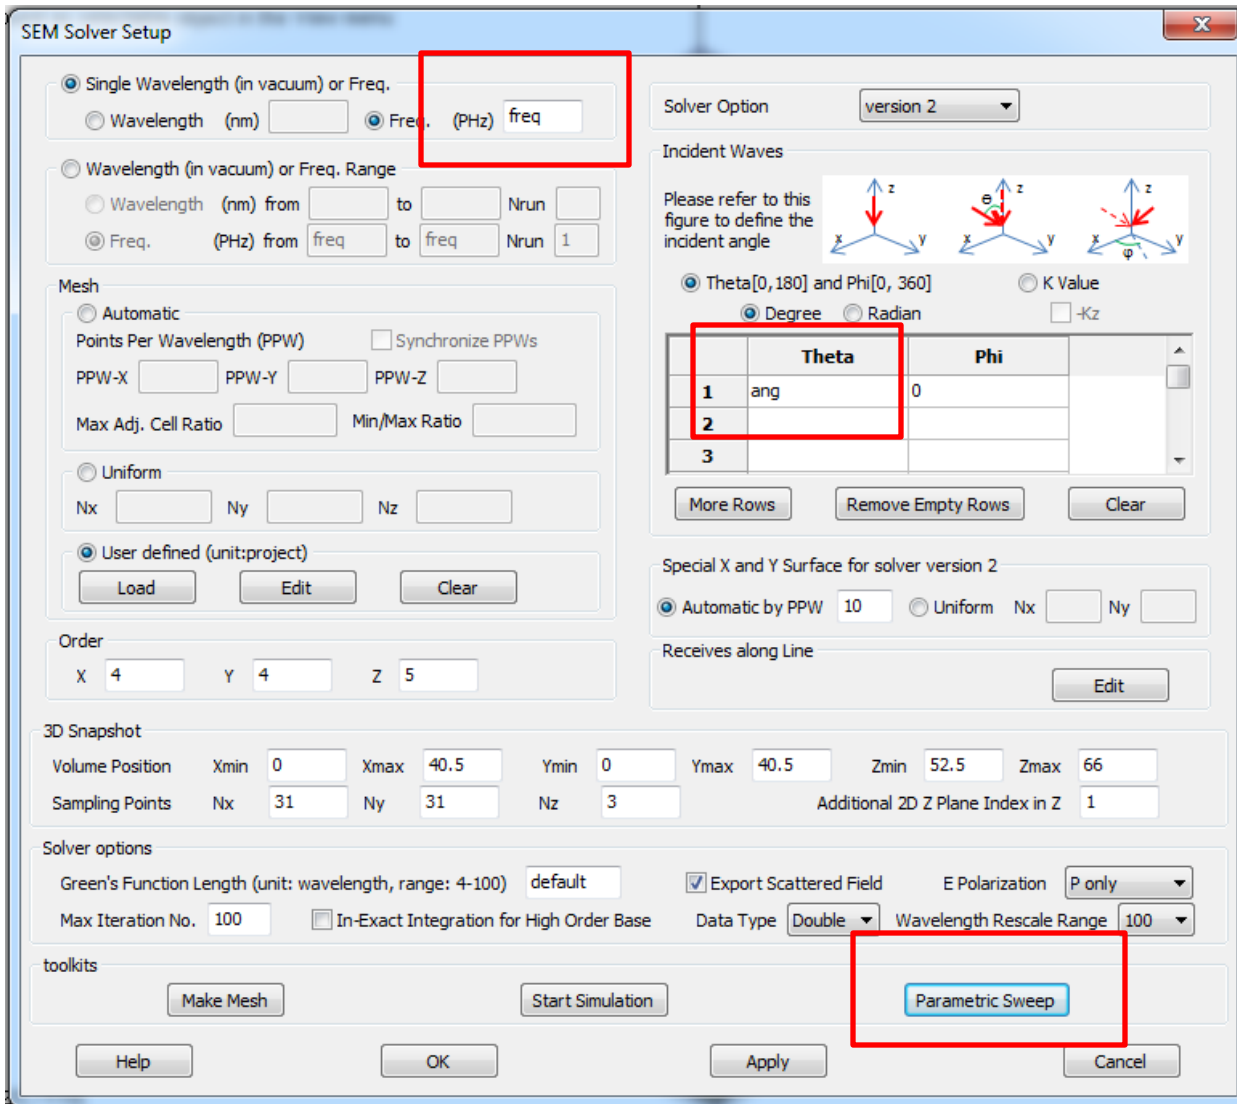 SEM Solver Setup
Single Wavelength (in vacuum) or Freq.
Wavelength (nm) Freq. (PHz) freq
Wavelength (in vacuum) or Freq. Range
Wavelength (nm) from to Nrun
Freq. (PHz) from freq to freq Nrun 1
Mesh
Automatic
Points Per Wavelength (PPW) Synchronize PPWs
PPW-X PPW-Y PPW-Z
Max Adj. Cell Ratio Min/Max Ratio
Uniform
Nx Ny Nz
User defined (unit:project)
Load Edit Clear
Order
X 4 Y 4 Z 5
Solver Option version 2
Incident Waves
Please refer to this
figure to define the
incident angle
z x y
θ z x y
z x y φ
Theta[0,180] and Phi[0, 360] K Value
Degree Radian -Kz
Theta Phi
1 ang 0
2
3
More Rows Remove Empty Rows Clear
Special X and Y Surface for solver version 2
Automatic by PPW 10 Uniform Nx Ny
Receives along Line
Edit
3D Snapshot
Volume Position Xmin 0 Xmax 40.5 Ymin 0 Ymax 40.5 Zmin 52.5 Zmax 66
Sampling Points Nx 31 Ny 31 Nz 3 Additional 2D Z Plane Index in Z 1
Solver options
Green's Function Length (unit: wavelength, range: 4-100) default Export Scattered Field E Polarization P only
Max Iteration No. 100 In-Exact Integration for High Order Base Data Type Double Wavelength Rescale Range 100
toolkits
Make Mesh Start Simulation Parametric Sweep
Help OK Apply Cancel